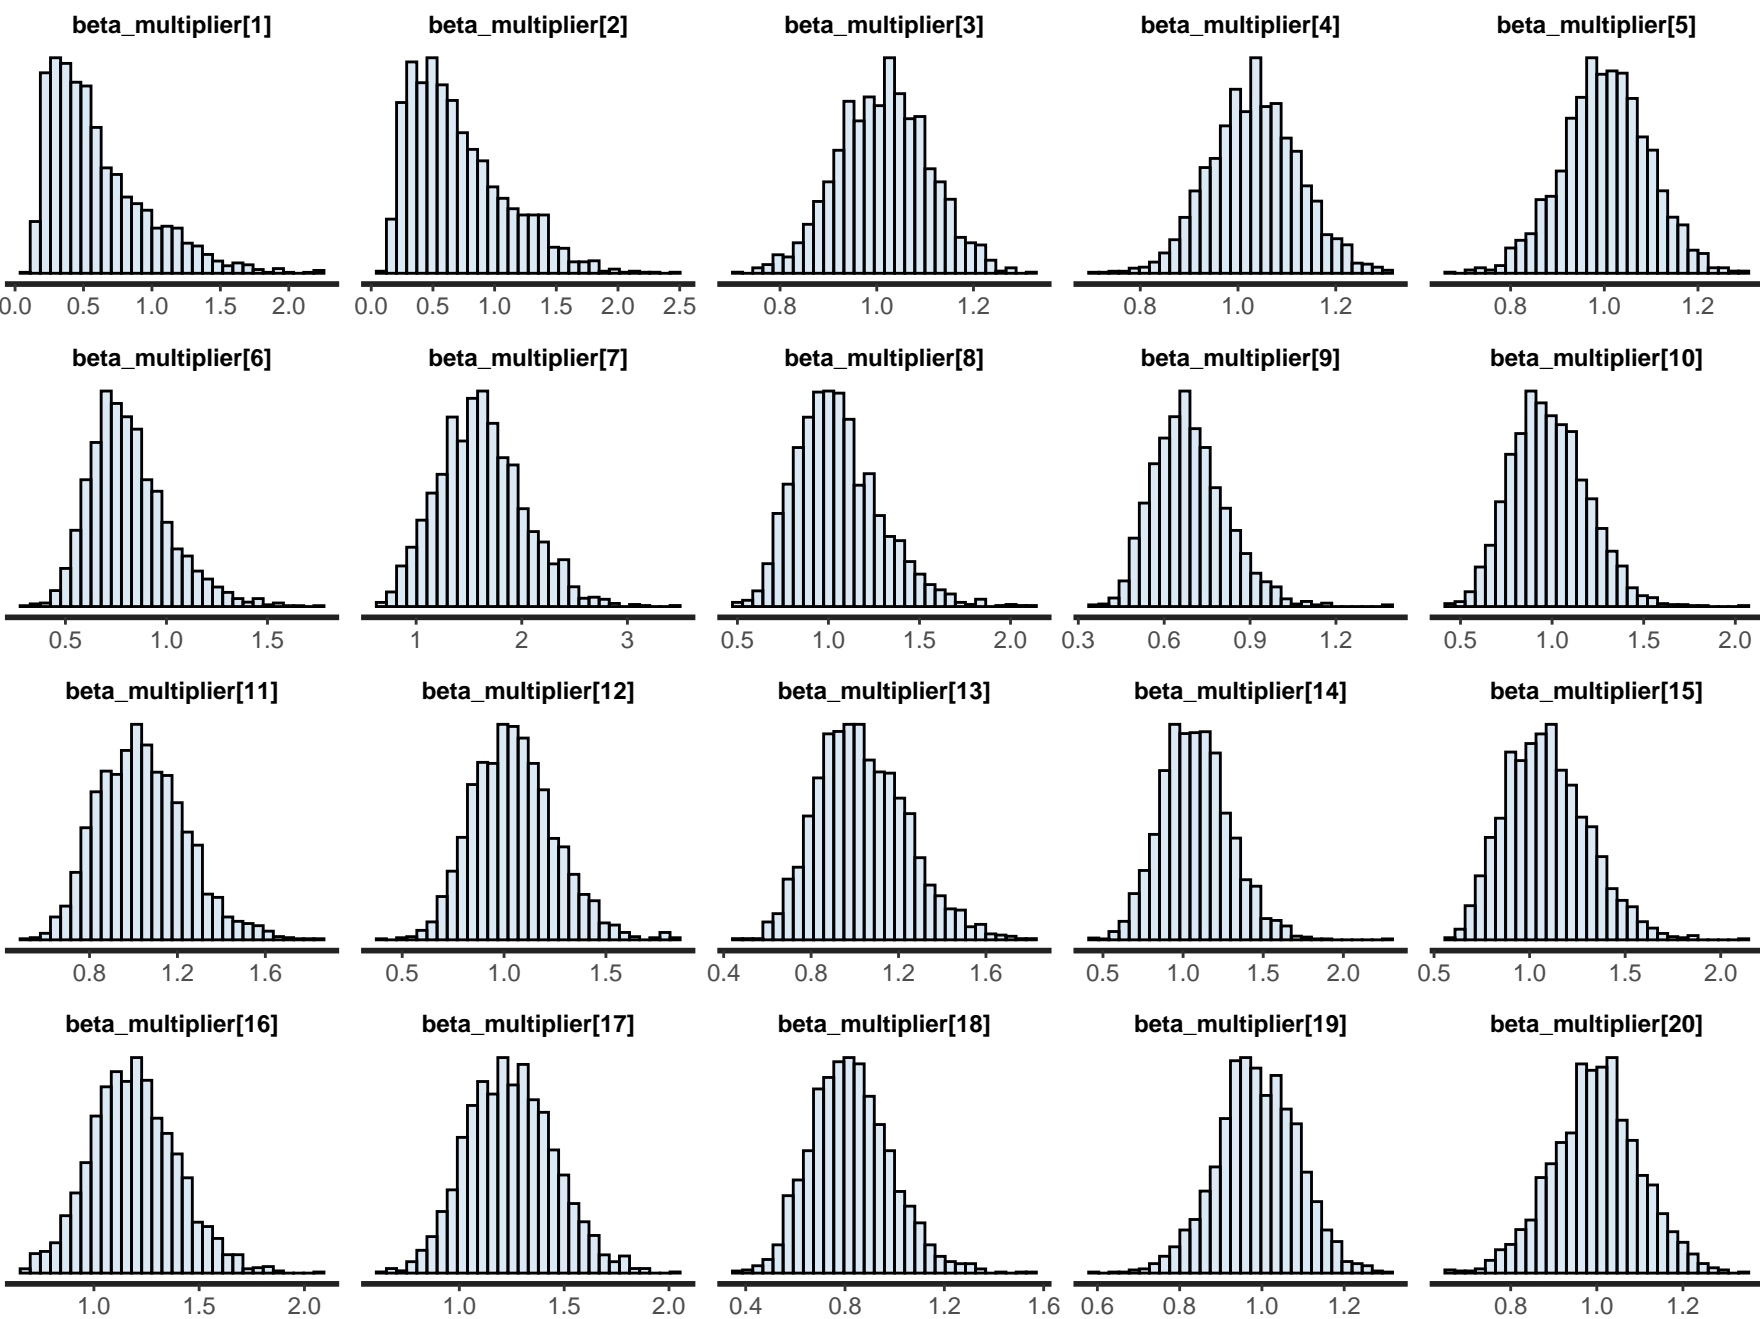 beta_multiplier[1] beta_multiplier[2] beta_multiplier[3] beta_multiplier[4] beta_multiplier[5]
0.0 0.5 1.0 1.5 2.0 0.0 0.5 1.0 1.5 2.0 2.5 0.8 1.0 1.2 0.8 1.0 1.2 0.8 1.0 1.2
beta_multiplier[6] beta_multiplier[7] beta_multiplier[8] beta_multiplier[9] beta_multiplier[10]
0.5 1.0 1.5 1 2 3 0.5 1.0 1.5 2.0 0.3 0.6 0.9 1.2 0.5 1.0 1.5 2.0
beta_multiplier[11] beta_multiplier[12] beta_multiplier[13] beta_multiplier[14] beta_multiplier[15]
0.8 1.2 1.6 0.5 1.0 1.5 0.4 0.8 1.2 1.6 0.5 1.0 1.5 2.0 0.5 1.0 1.5 2.0
beta_multiplier[16] beta_multiplier[17] beta_multiplier[18] beta_multiplier[19] beta_multiplier[20]
1.0 1.5 2.0 1.0 1.5 2.0 0.4 0.8 1.2 1.6 0.6 0.8 1.0 1.2 0.8 1.0 1.2